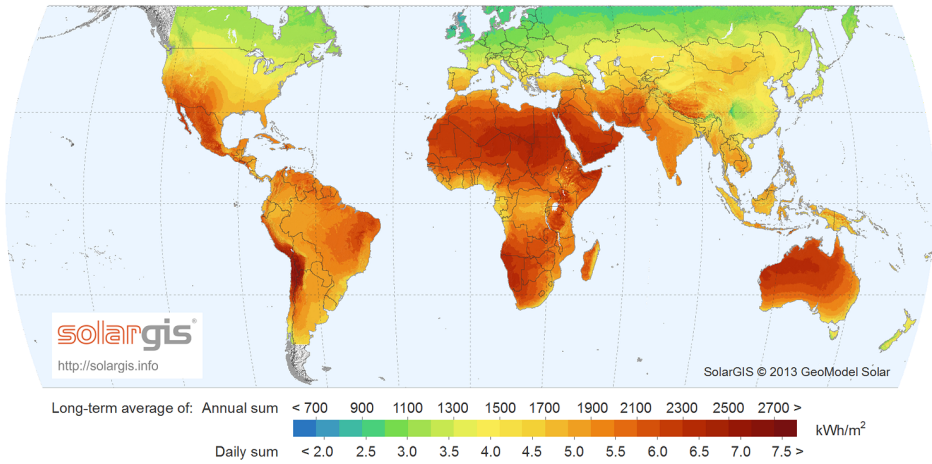 solargis®
http://solargis.info
SolarGIS © 2013 GeoModel Solar
Long-term average of: Annual sum < 700 900 1100 1300 1500 1700 1900 2100 2300 2500 2700 > kWh/m²
Daily sum < 2.0 2.5 3.0 3.5 4.0 4.5 5.0 5.5 6.0 6.5 7.0 7.5 >